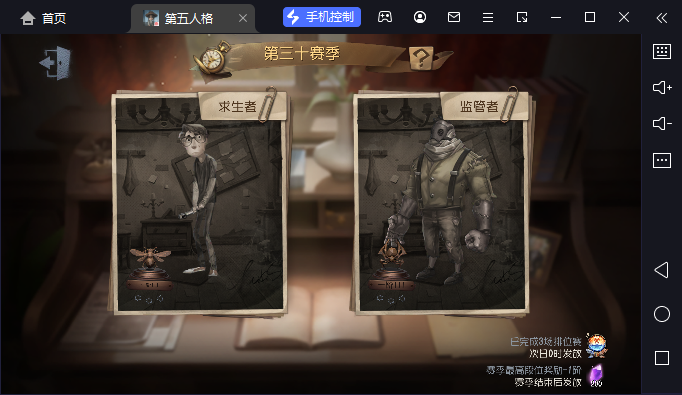 首页
第五人格
手机控制
第三十赛季
?
求生者
监管者
已完成3场排位赛
次日0时发放
赛季最高段位奖励-1阶
赛季结束后发放